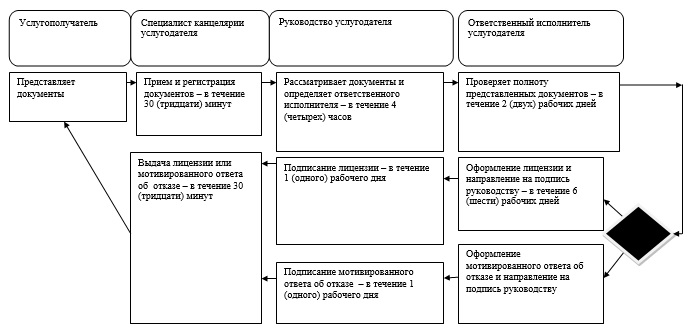 Услугополучатель
Специалист канцелярии
услугодателя
Руководство услугодателя
Ответственный исполнитель
услугодателя
Представляет
документы
Прием и регистрация
документов – в течение
30 (тридцати) минут
Рассматривает документы и
определяет ответственного
исполнителя – в течение 4
(четырех) часов
Проверяет полноту
представленных документов – в
течение 2 (двух) рабочих дней
Выдача лицензии или
мотивированного ответа
об отказе – в течение 30
(тридцати) минут
Подписание лицензии – в течение
1 (одного) рабочего дня
Оформление лицензии и
направление на подпись
руководству – в течение 6
(шести) рабочих дней
Подписание мотивированного
ответа об отказе – в течение 1
(одного) рабочего дня
Оформление
мотивированного ответа об
отказе и направление на
подпись руководству